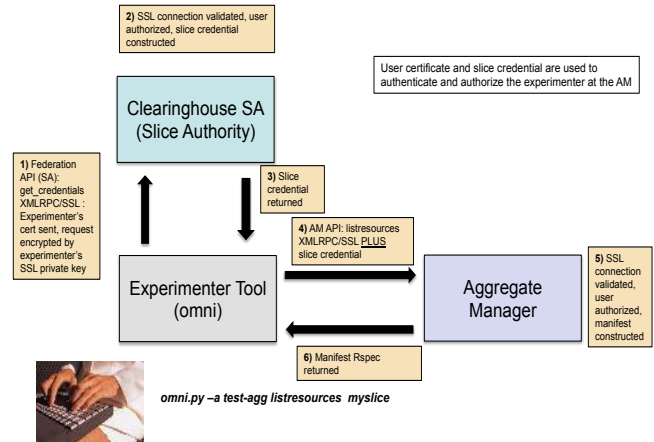 2) SSL connection validated, user
authorized, slice credential
constructed
User certificate and slice credential are used to
authenticate and authorize the experimenter at the AM
Clearinghouse SA
(Slice Authority)
1) Federation
API (SA):
get_credentials
XMLRPC/SSL :
Experimenter's
cert sent, request
encrypted by
experimenter's
SSL private key
3) Slice
credential
returned
4) AM API: listresources
XMLRPC/SSL PLUS
slice credential
Experimenter Tool
(omni)
Aggregate
Manager
5) SSL
connection
validated,
user
authorized,
manifest
constructed
6) Manifest Rspec
returned
omni.py –a test-agg listresources myslice